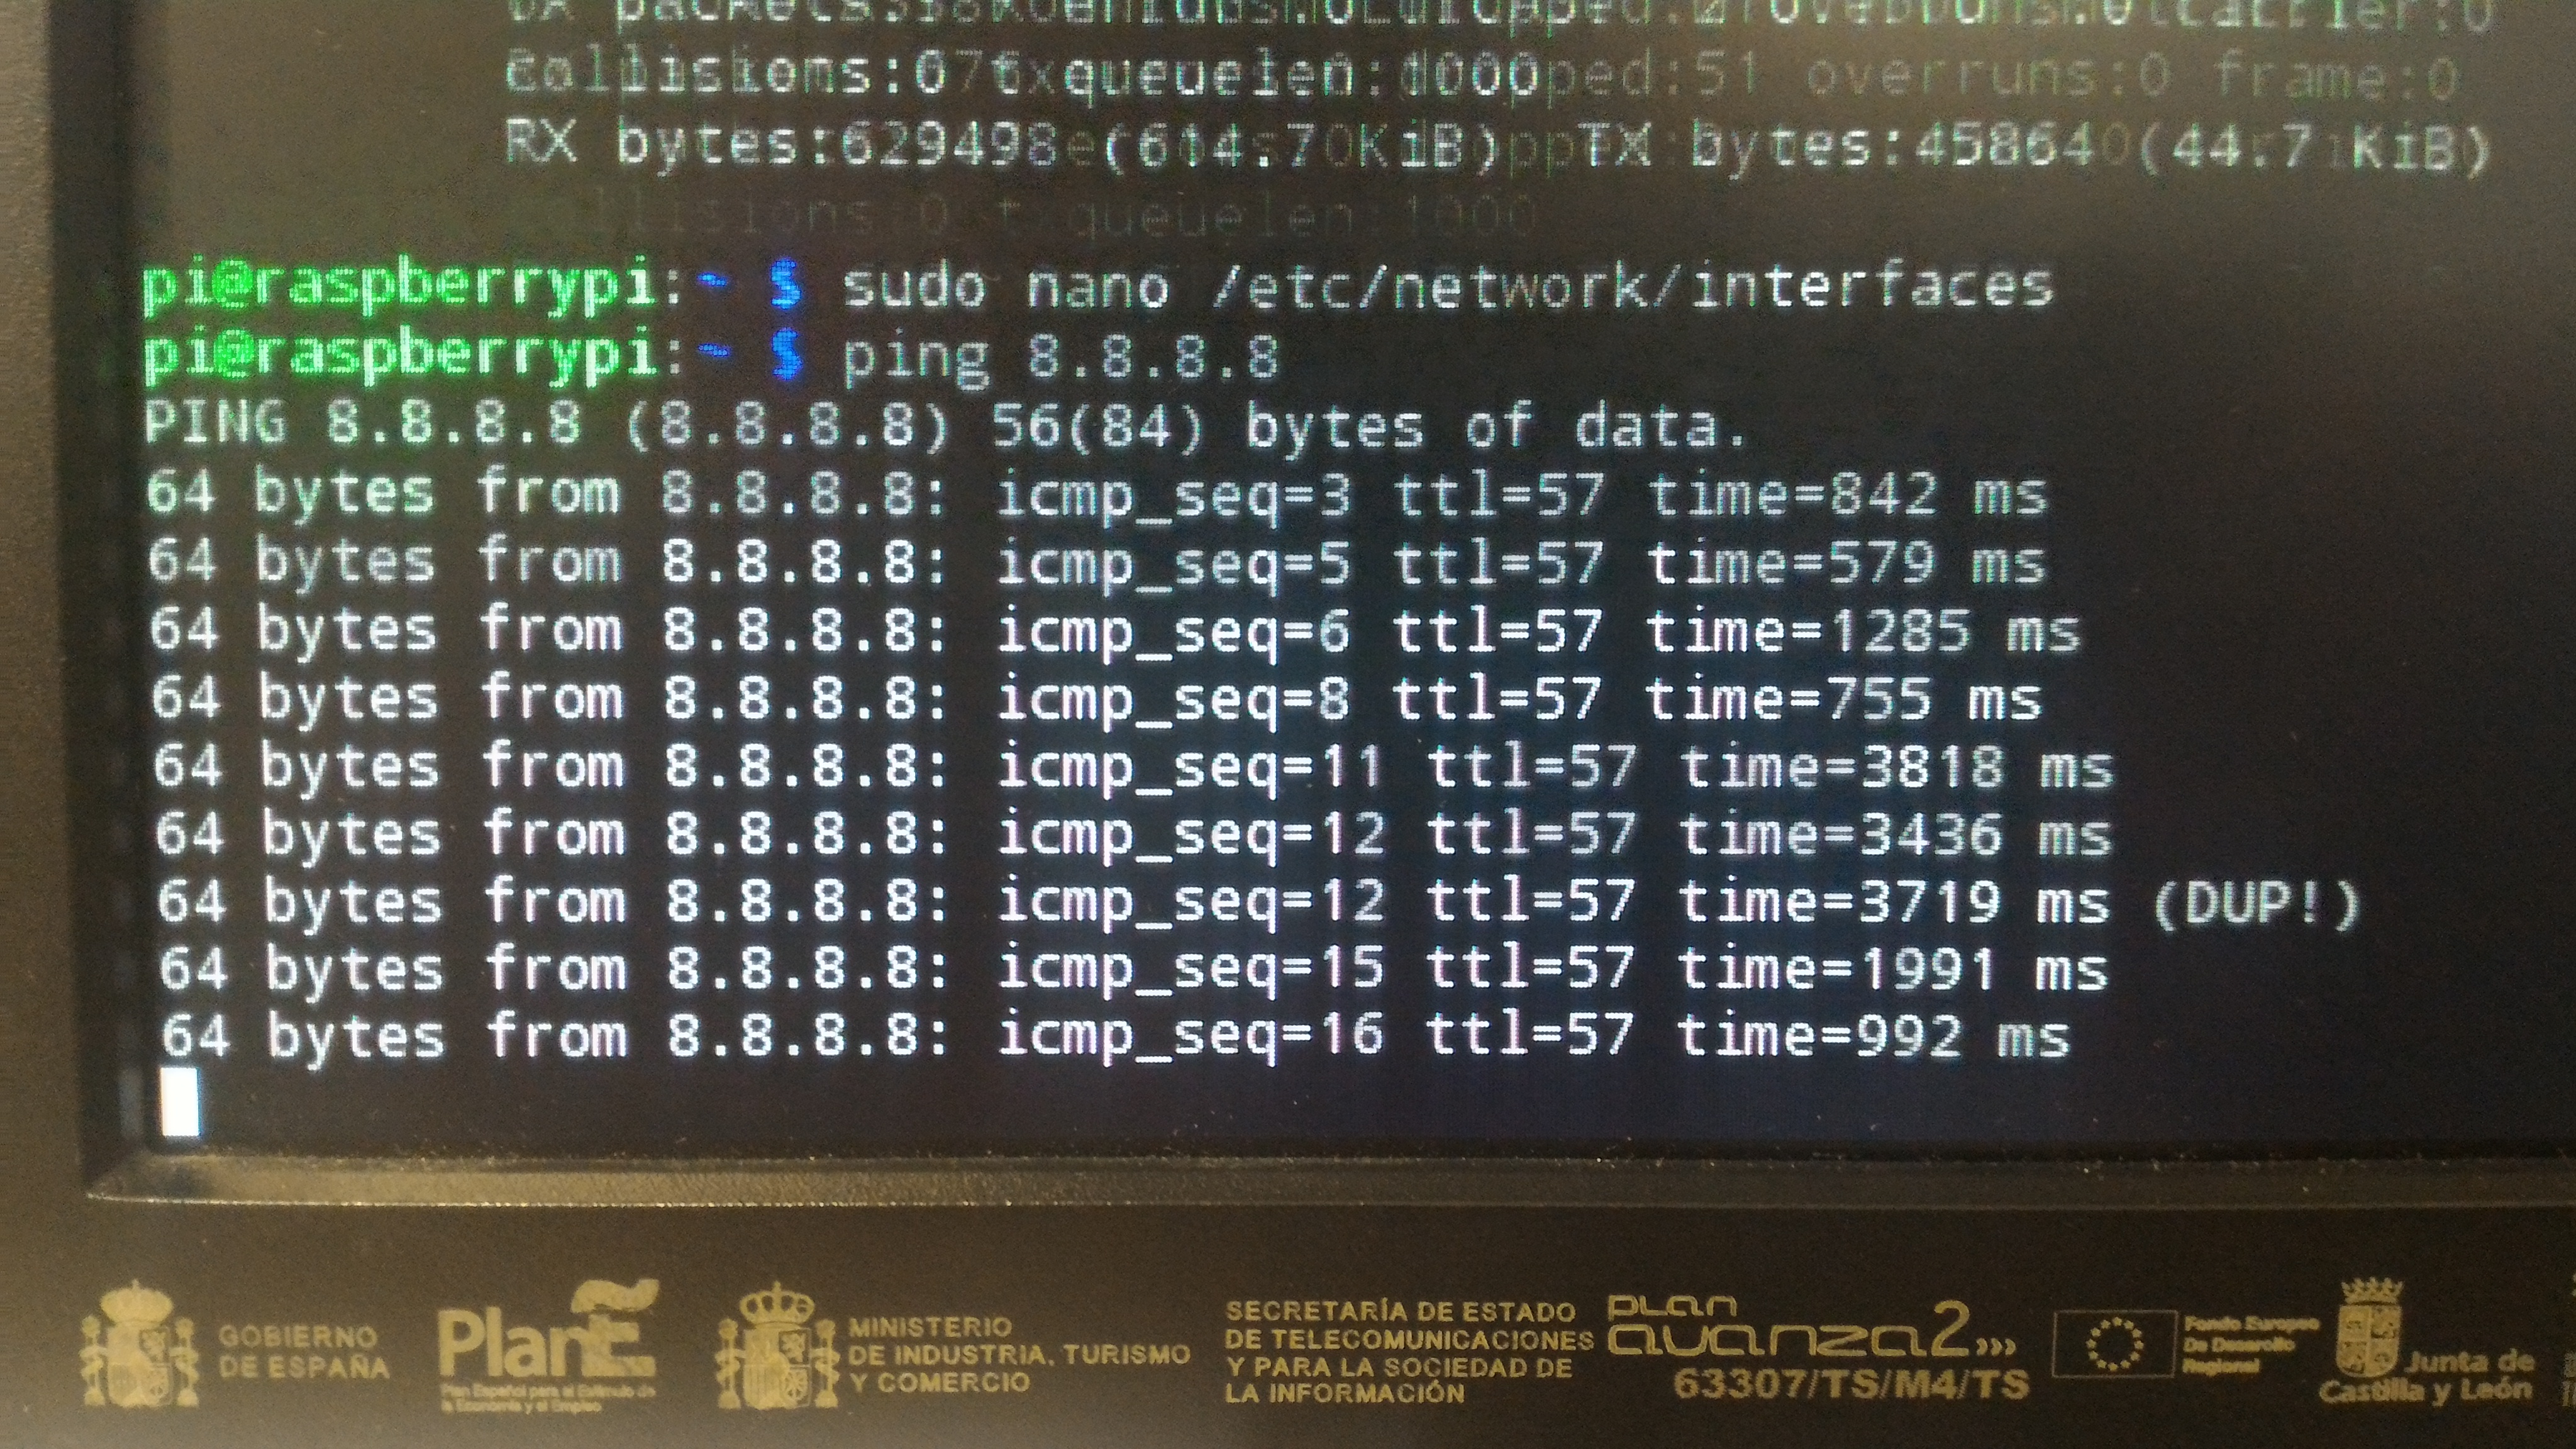 collisions:0 txqueuelen:1000
RX bytes:629498 (614.7 KiB) TX bytes:45864 (44.7 KiB)
pi@raspberrypi:~ $ sudo nano /etc/network/interfaces
pi@raspberrypi:~ $ ping 8.8.8.8
PING 8.8.8.8 (8.8.8.8) 56(84) bytes of data.
64 bytes from 8.8.8.8: icmp_seq=3 ttl=57 time=842 ms
64 bytes from 8.8.8.8: icmp_seq=5 ttl=57 time=579 ms
64 bytes from 8.8.8.8: icmp_seq=6 ttl=57 time=1285 ms
64 bytes from 8.8.8.8: icmp_seq=8 ttl=57 time=755 ms
64 bytes from 8.8.8.8: icmp_seq=11 ttl=57 time=3818 ms
64 bytes from 8.8.8.8: icmp_seq=12 ttl=57 time=3436 ms
64 bytes from 8.8.8.8: icmp_seq=12 ttl=57 time=3719 ms (DUP!)
64 bytes from 8.8.8.8: icmp_seq=15 ttl=57 time=1991 ms
64 bytes from 8.8.8.8: icmp_seq=16 ttl=57 time=992 ms
GOBIERNO
DE ESPAÑA
PlanE
Plan Español para el Estímulo de
la Economía y el Empleo
MINISTERIO
DE INDUSTRIA, TURISMO
Y COMERCIO
SECRETARÍA DE ESTADO
DE TELECOMUNICACIONES
Y PARA LA SOCIEDAD DE
LA INFORMACIÓN
PLAN
avanza2>>>
63307/TS/M4/TS
Fondo Europeo
De Desarrollo
Regional
Junta de
Castilla y León